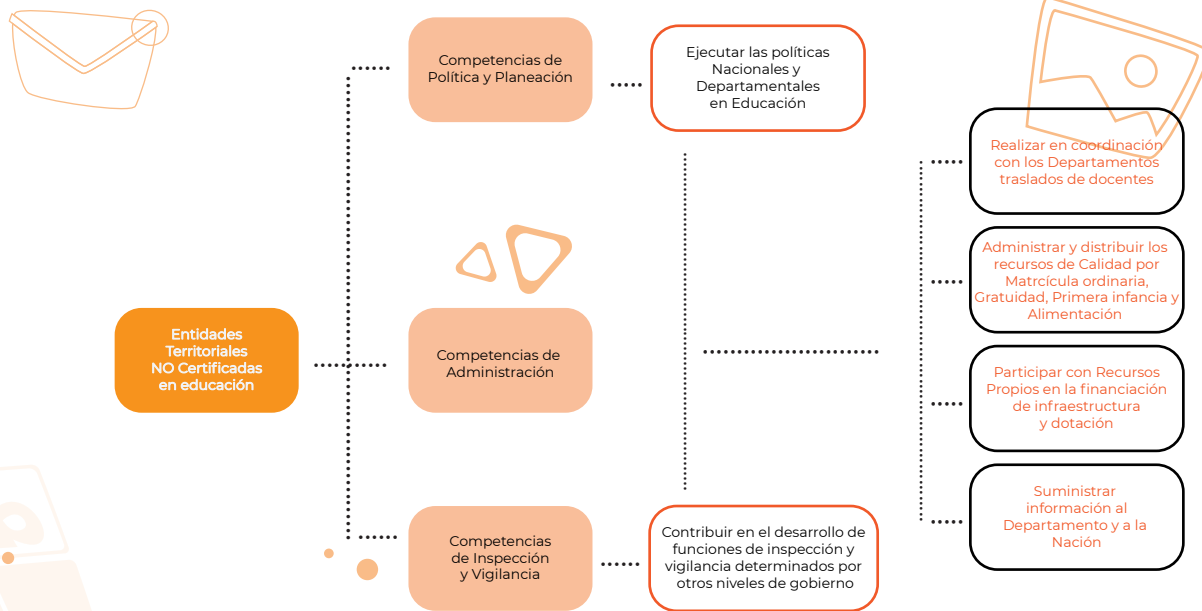 Entidades
Territoriales
NO Certificadas
en educación
Competencias de
Política y Planeación
Ejecutar las políticas
Nacionales y
Departamentales
en Educación
Competencias de
Administración
Realizar en coordinación
con los Departamentos
traslados de docentes
Administrar y distribuir los
recursos de Calidad por
Matrcícula ordinaria,
Gratuidad, Primera infancia y
Alimentación
Participar con Recursos
Propios en la financiación
de infraestructura
y dotación
Suministrar
información al
Departamento y a la
Nación
Competencias
de Inspección
y Vigilancia
Contribuir en el desarrollo de
funciones de inspección y
vigilancia determinados por
otros niveles de gobierno